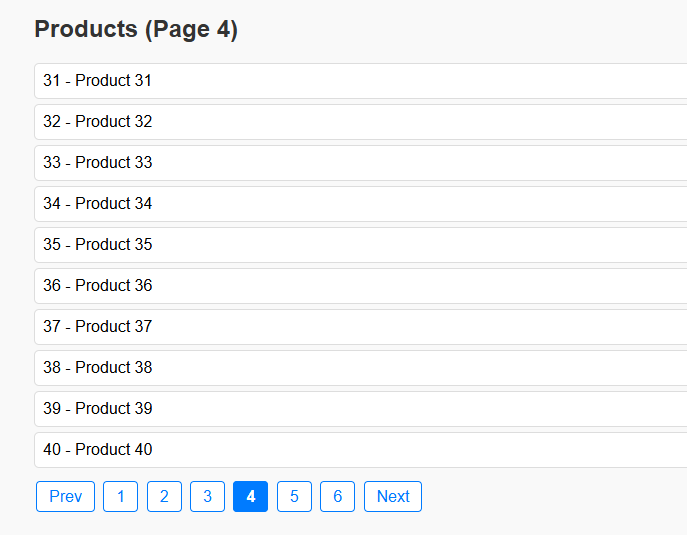 Products (Page 4)
31 - Product 31
32 - Product 32
33 - Product 33
34 - Product 34
35 - Product 35
36 - Product 36
37 - Product 37
38 - Product 38
39 - Product 39
40 - Product 40
Prev 1 2 3 4 5 6 Next